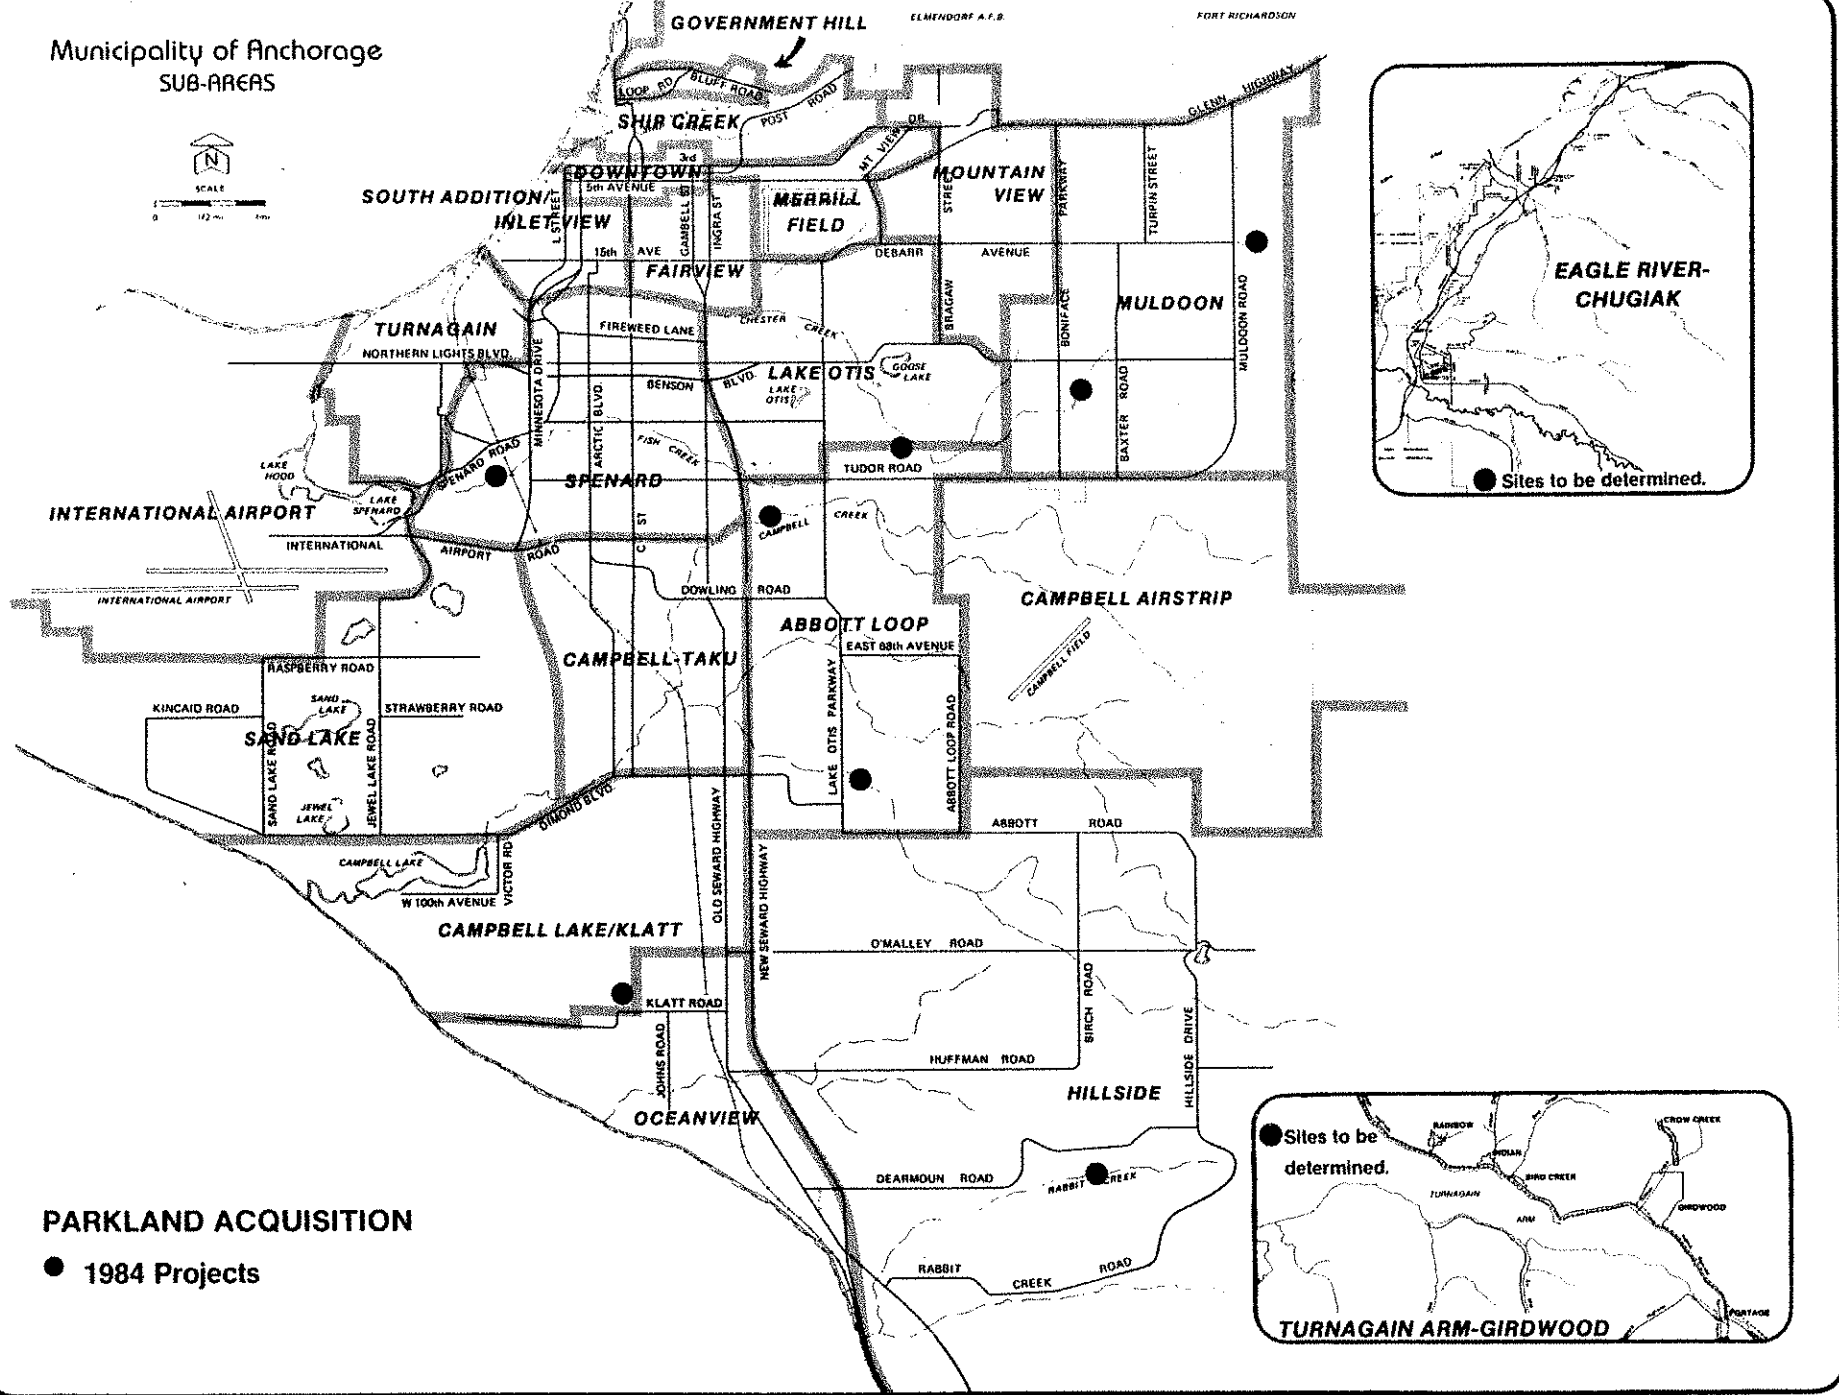 GOVERNMENT HILL
ELMENDORF A.F.B.
FORT RICHARDSON
Municipality of Anchorage
SUB-AREAS
N
SCALE
0 1/2 mi 1mi
LOOP RD
BLUFF ROAD
POST ROAD
SHIP CREEK
GLENN HIGHWAY
MT VIEW DR
3rd
DOWNTOWN
5th AVENUE
SOUTH ADDITION/
INLET VIEW
L STREET
GAMBELL ST
INGRA ST
MERRILL
FIELD
MOUNTAIN
VIEW
STREET
PARKWAY
TURPIN STREET
15th AVE
FAIRVIEW
DEBARR AVENUE
BRAGAW
BONIFACE
MULDOON
MULDOON ROAD
EAGLE RIVER-
CHUGIAK
Sites to be determined.
TURNAGAIN
NORTHERN LIGHTS BLVD.
FIREWEED LANE
CHESTER CREEK
MINNESOTA DRIVE
BENSON BLVD.
LAKE OTIS
LAKE
OTIS
GOOSE
LAKE
ARCTIC BLVD.
BAXTER ROAD
FISH CREEK
SPENARD ROAD
SPENARD
TUDOR ROAD
LAKE
HOOD
LAKE
SPENARD
INTERNATIONAL AIRPORT
INTERNATIONAL AIRPORT ROAD
C ST
CAMPBELL CREEK
INTERNATIONAL AIRPORT
DOWLING ROAD
CAMPBELL AIRSTRIP
ABBOTT LOOP
EAST 68th AVENUE
CAMPBELL FIELD
CAMPBELL-TAKU
RASPBERRY ROAD
KINCAID ROAD
SAND
LAKE
STRAWBERRY ROAD
SAND LAKE
SAND LAKE ROAD
JEWEL LAKE ROAD
JEWEL
LAKE
LAKE OTIS PARKWAY
ABBOTT LOOP ROAD
DIMOND BLVD.
OLD SEWARD HIGHWAY
ABBOTT ROAD
CAMPBELL LAKE
VICTOR RD
W 100th AVENUE
NEW SEWARD HIGHWAY
CAMPBELL LAKE/KLATT
O'MALLEY ROAD
KLATT ROAD
BIRCH ROAD
JOHNS ROAD
HUFFMAN ROAD
HILLSIDE DRIVE
HILLSIDE
OCEANVIEW
DEARMOUN ROAD
RABBIT CREEK
RABBIT CREEK ROAD
PARKLAND ACQUISITION
1984 Projects
Sites to be
determined.
RAINBOW
INDIAN
BIRD CREEK
CROW CREEK
TURNAGAIN
ARM
GIRDWOOD
PORTAGE
TURNAGAIN ARM-GIRDWOOD